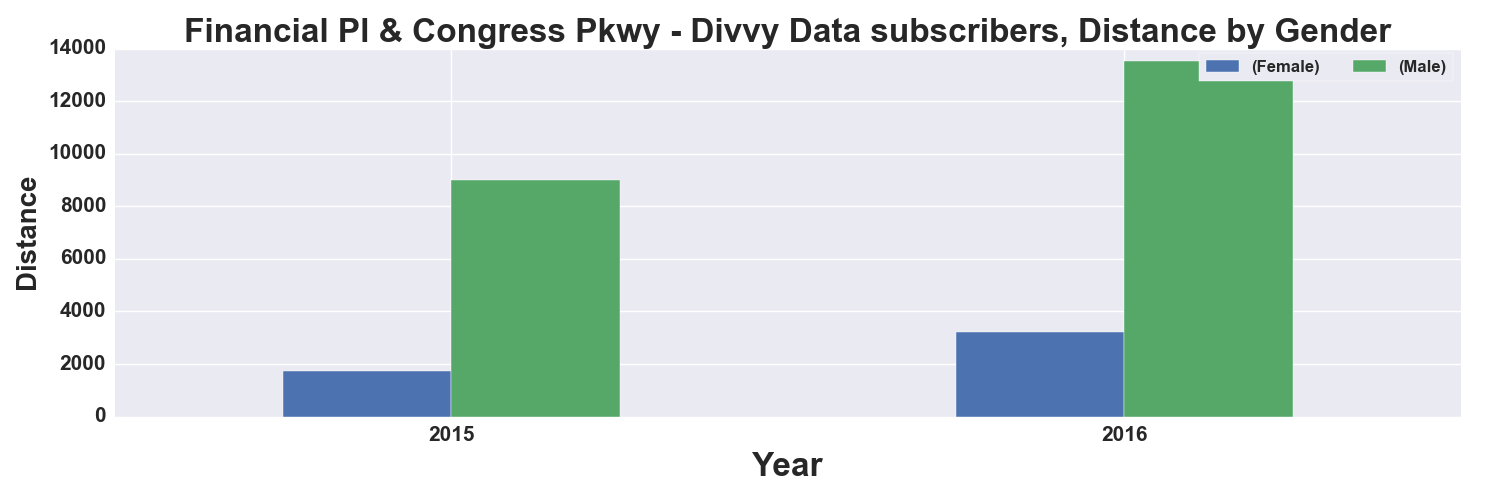 Financial Pl & Congress Pkwy - Divvy Data subscribers, Distance by Gender
(Female) (Male)
14000
12000
10000
8000
6000
4000
2000
0
Distance
2015 2016
Year